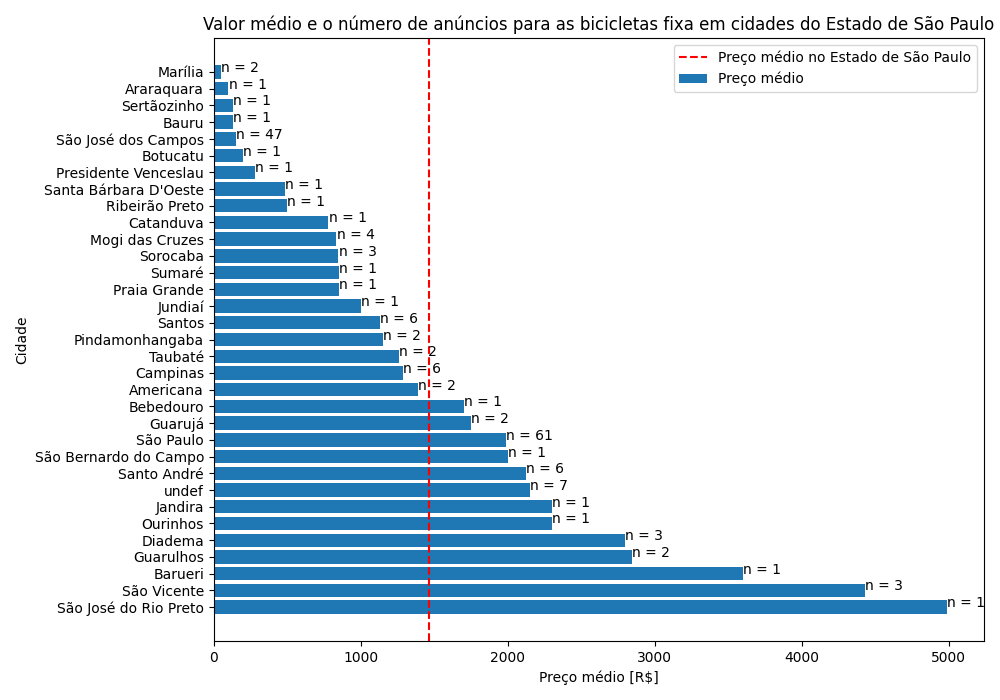 Valor médio e o número de anúncios para as bicicletas fixa em cidades do Estado de São Paulo
Preço médio no Estado de São Paulo
Preço médio
Cidade
Marília n = 2
Araraquara n = 1
Sertãozinho n = 1
Bauru n = 1
São José dos Campos n = 47
Botucatu n = 1
Presidente Venceslau n = 1
Santa Bárbara D'Oeste n = 1
Ribeirão Preto n = 1
Catanduva n = 1
Mogi das Cruzes n = 4
Sorocaba n = 3
Sumaré n = 1
Praia Grande n = 1
Jundiaí n = 1
Santos n = 6
Pindamonhangaba n = 2
Taubaté n = 2
Campinas n = 6
Americana n = 2
Bebedouro n = 1
Guarujá n = 2
São Paulo n = 61
São Bernardo do Campo n = 1
Santo André n = 6
undef n = 7
Jandira n = 1
Ourinhos n = 1
Diadema n = 3
Guarulhos n = 2
Barueri n = 1
São Vicente n = 3
São José do Rio Preto n = 1
0 1000 2000 3000 4000 5000
Preço médio [R$]